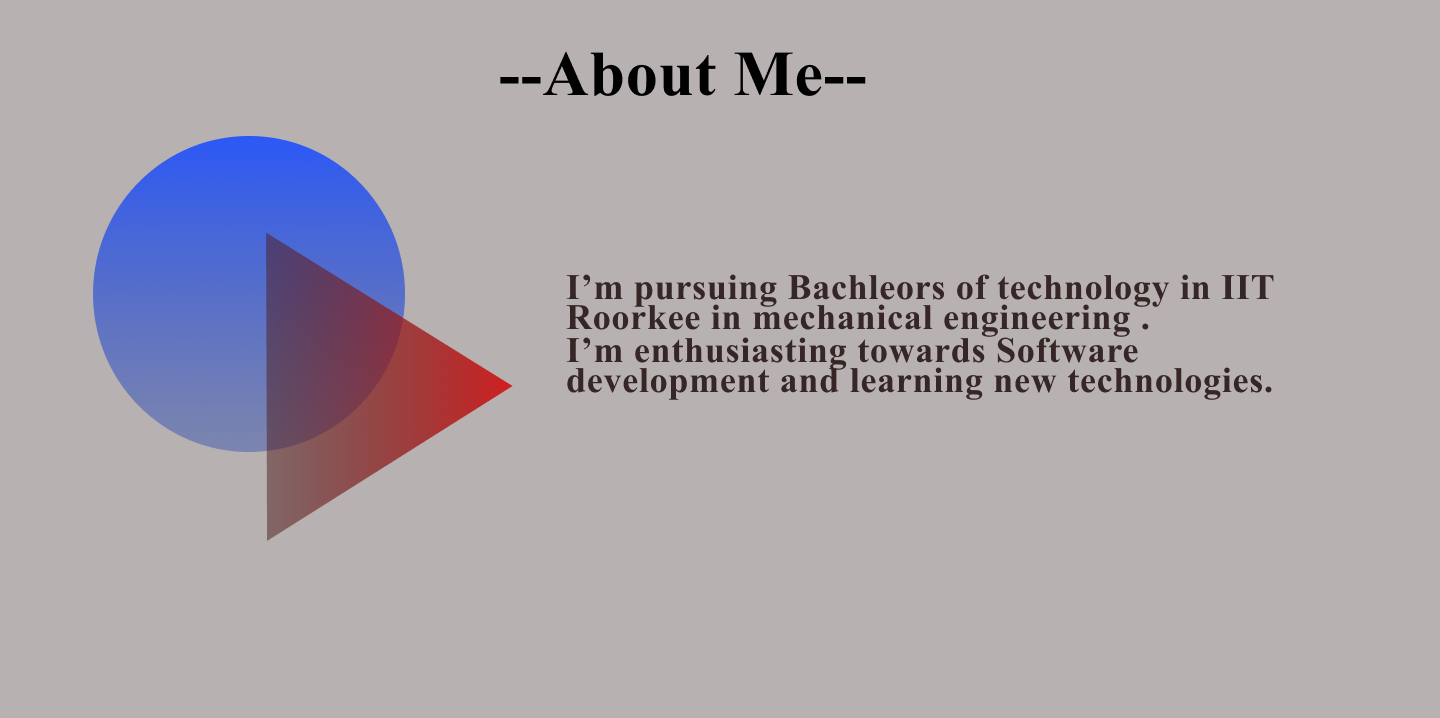 --About Me--
I’m pursuing Bachleors of technology in IIT
Roorkee in mechanical engineering .
I’m enthusiasting towards Software
development and learning new technologies.